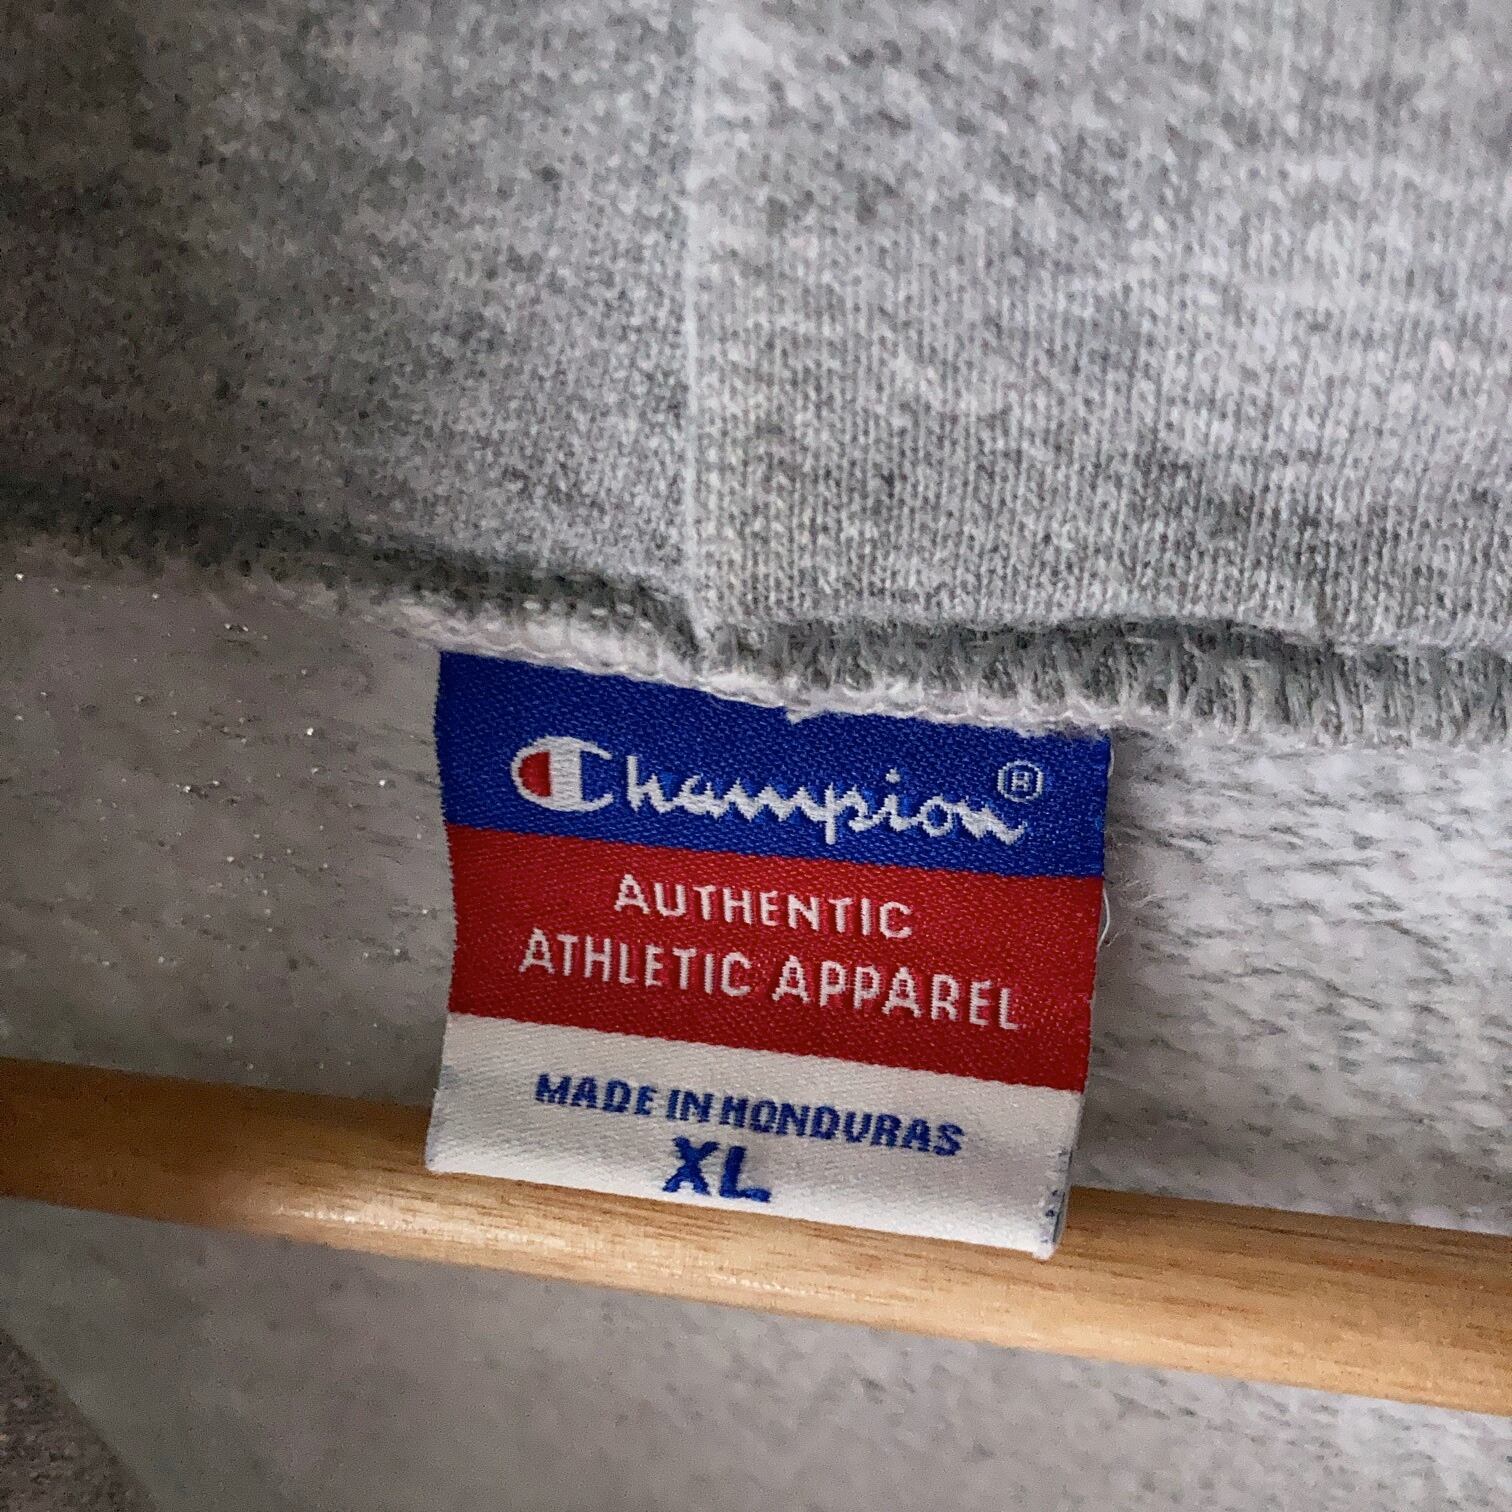 Champion®
AUTHENTIC
ATHLETIC APPAREL
MADE IN HONDURAS
XL